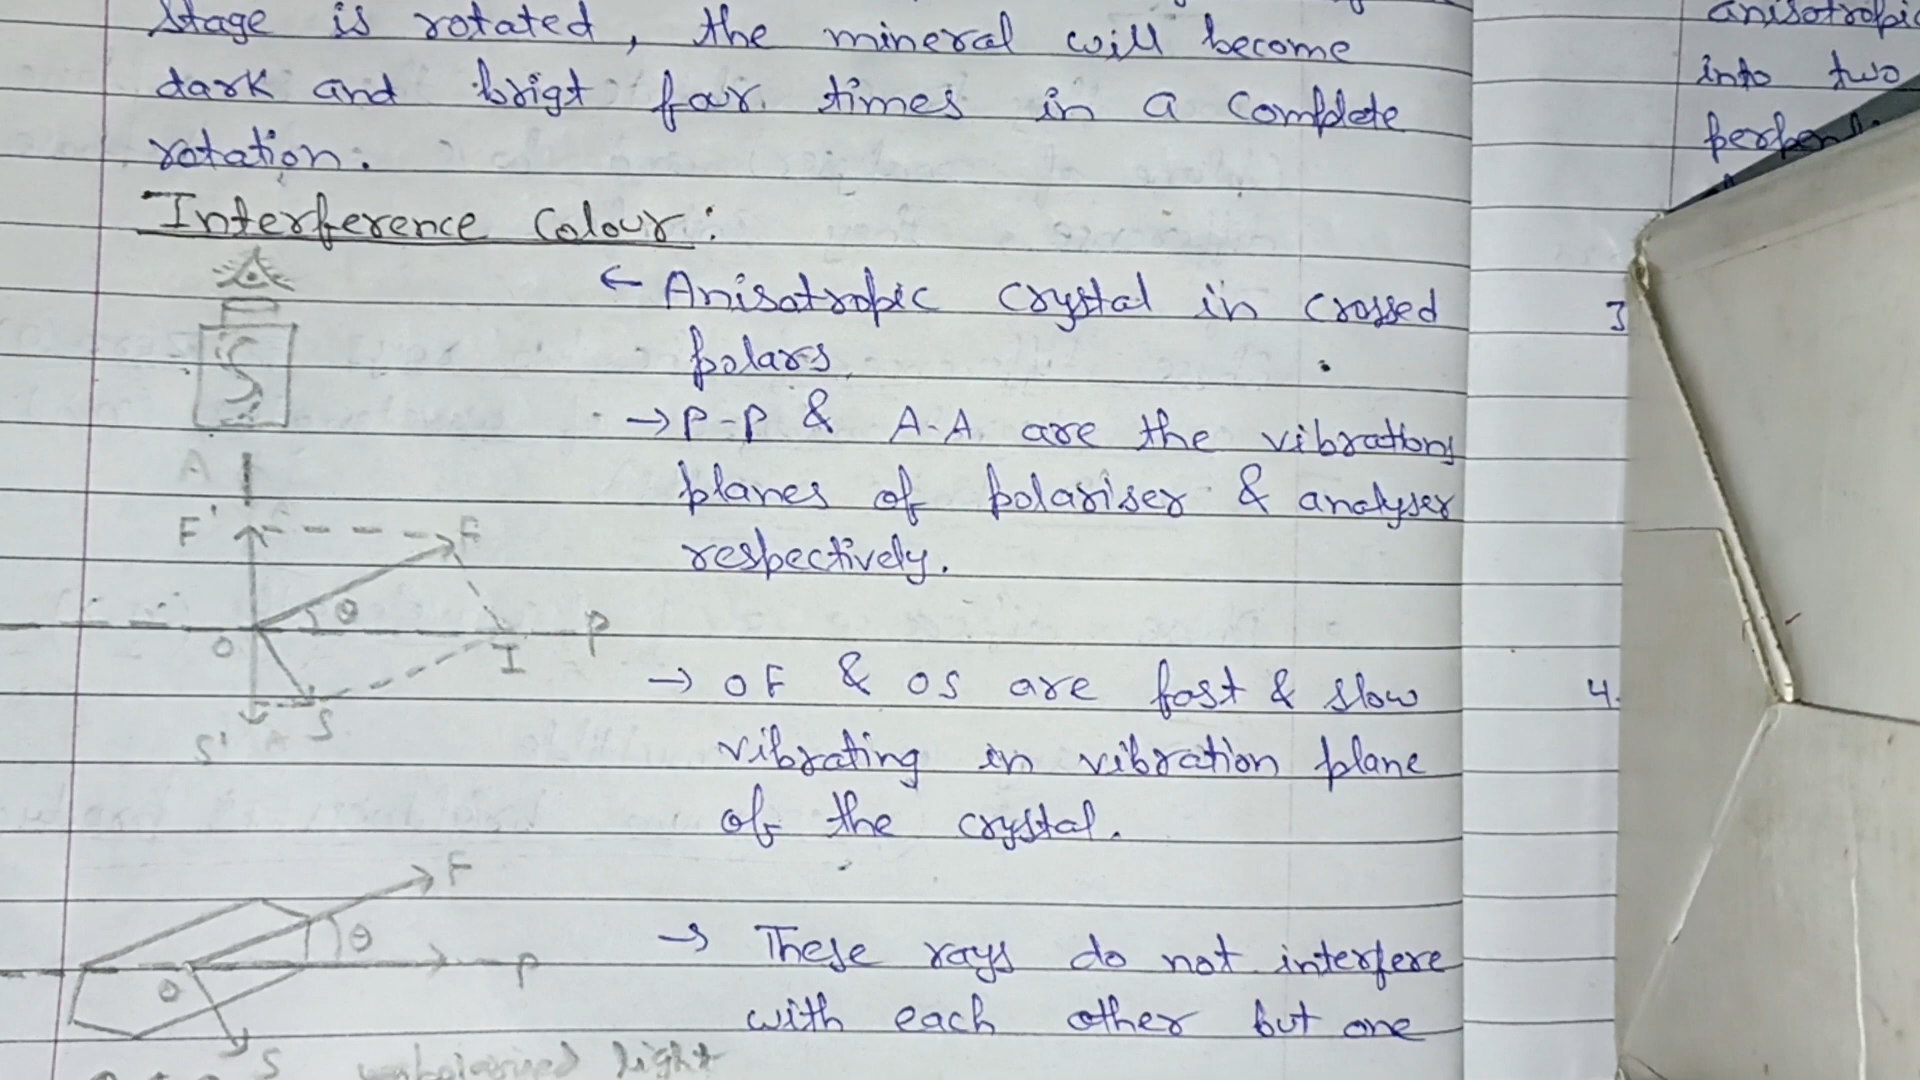 stage is rotated, the mineral will become
dark and brigt four times in a complete
rotation.
Interference Colour:
← Anisotropic crystal in crossed
polars
→ P-P & A-A are the vibrations
planes of polariser & analyser
respectively.
A
F'
F
θ
O
I
P
S'
S
→ OF & OS are fast & slow
vibrating in vibration plane
of the crystal.
F
θ
P
O
S
→ These rays do not interfere
with each other but one
unpolarised light
anisotropic
into two
3
4.